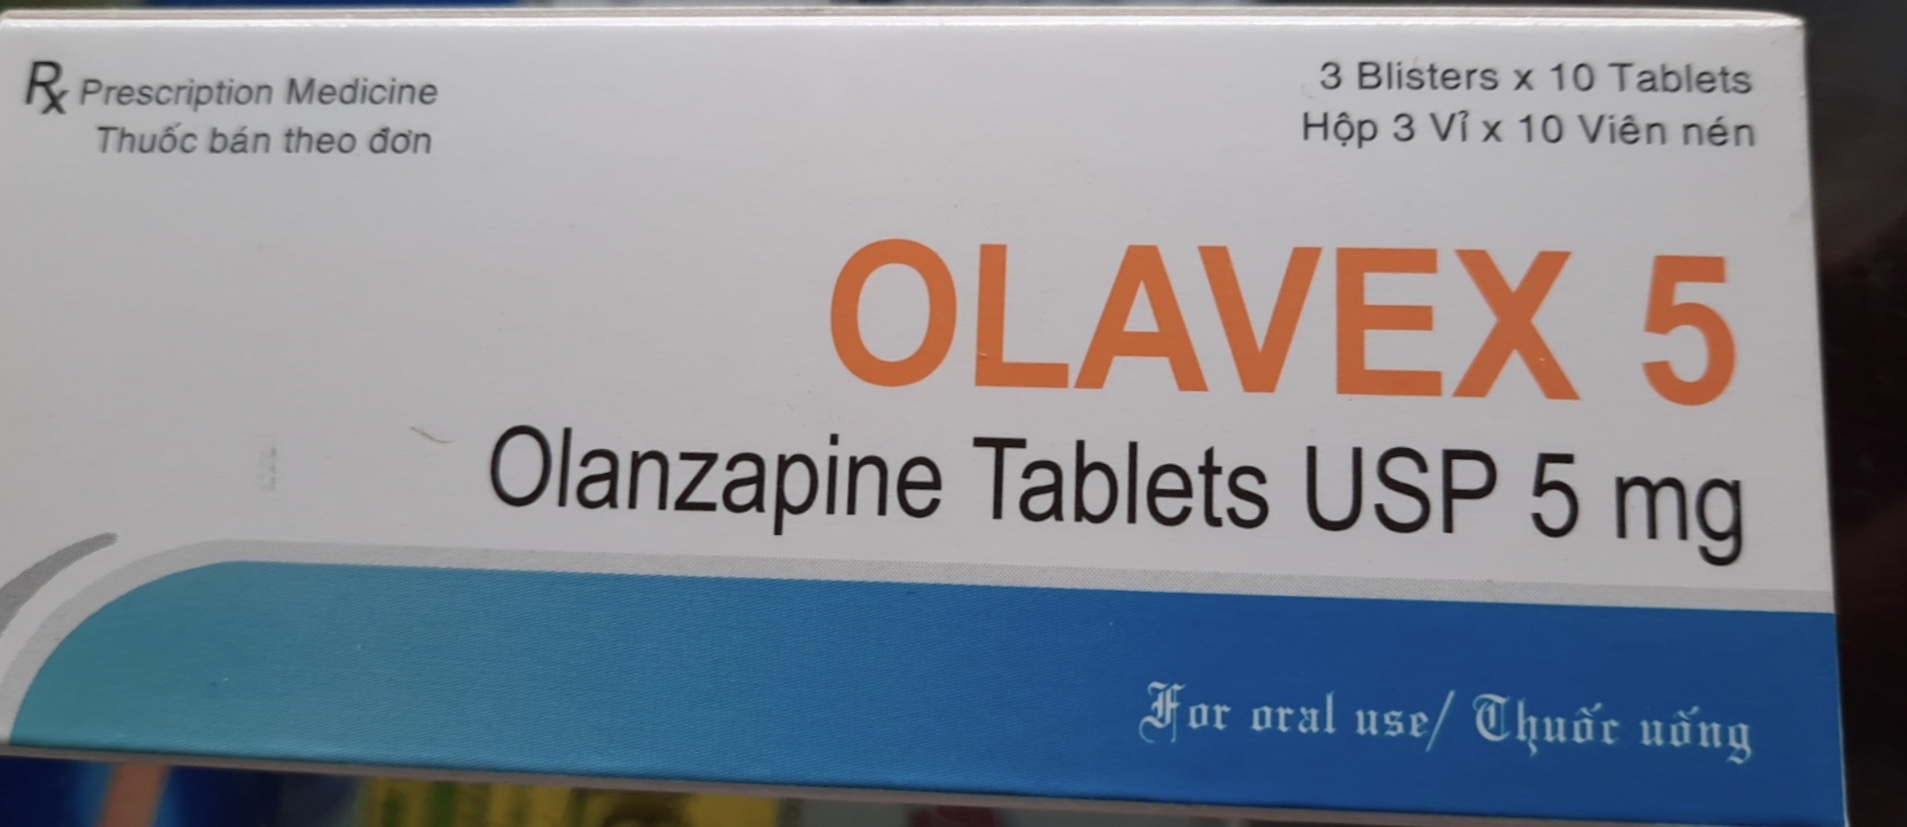 Rx Prescription Medicine
Thuốc bán theo đơn
3 Blisters x 10 Tablets
Hộp 3 Vỉ x 10 Viên nén
OLAVEX 5
Olanzapine Tablets USP 5 mg
For oral use/ Thuốc uống